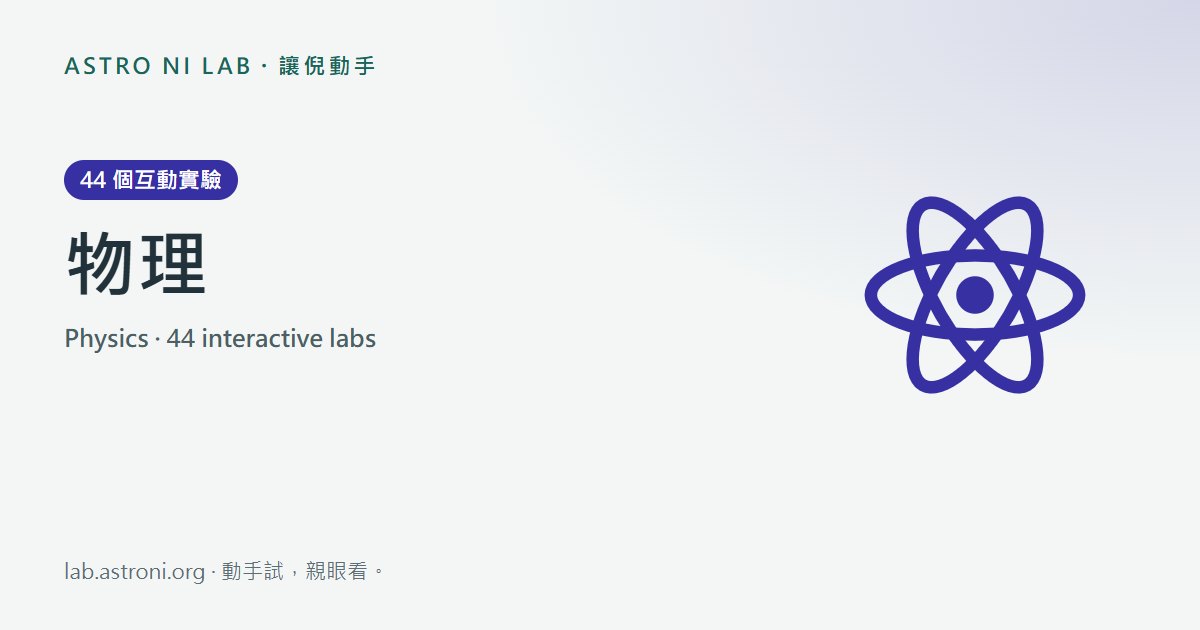 ASTRO NI LAB · 讓倪動手
44 個互動實驗
物理
Physics · 44 interactive labs
lab.astroni.org · 動手試，親眼看。